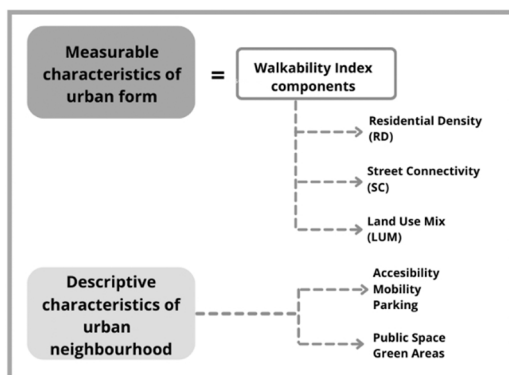 Measurable
characteristics of
urban form
=
Walkability Index
components
Residential Density
(RD)
Street Connectivity
(SC)
Land Use Mix
(LUM)
Descriptive
characteristics of
urban
neighbourhood
Accesibility
Mobility
Parking
Public Space
Green Areas